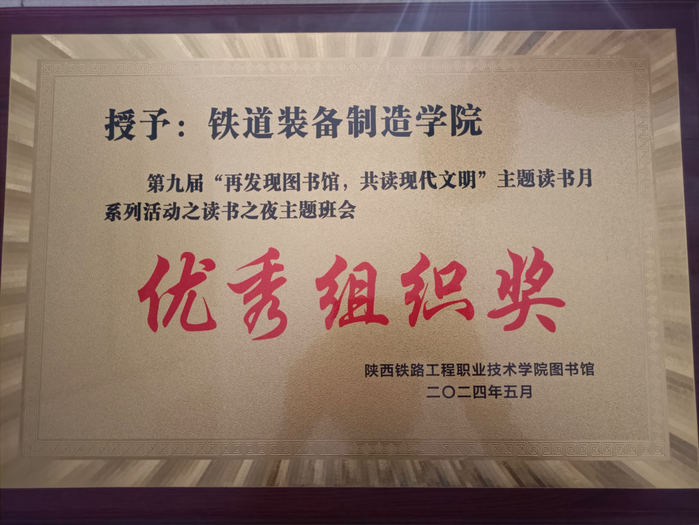 授予：铁道装备制造学院
第九届“再发现图书馆，共读现代文明”主题读书月
系列活动之读书之夜主题班会
优秀组织奖
陕西铁路工程职业技术学院图书馆
二〇二四年五月